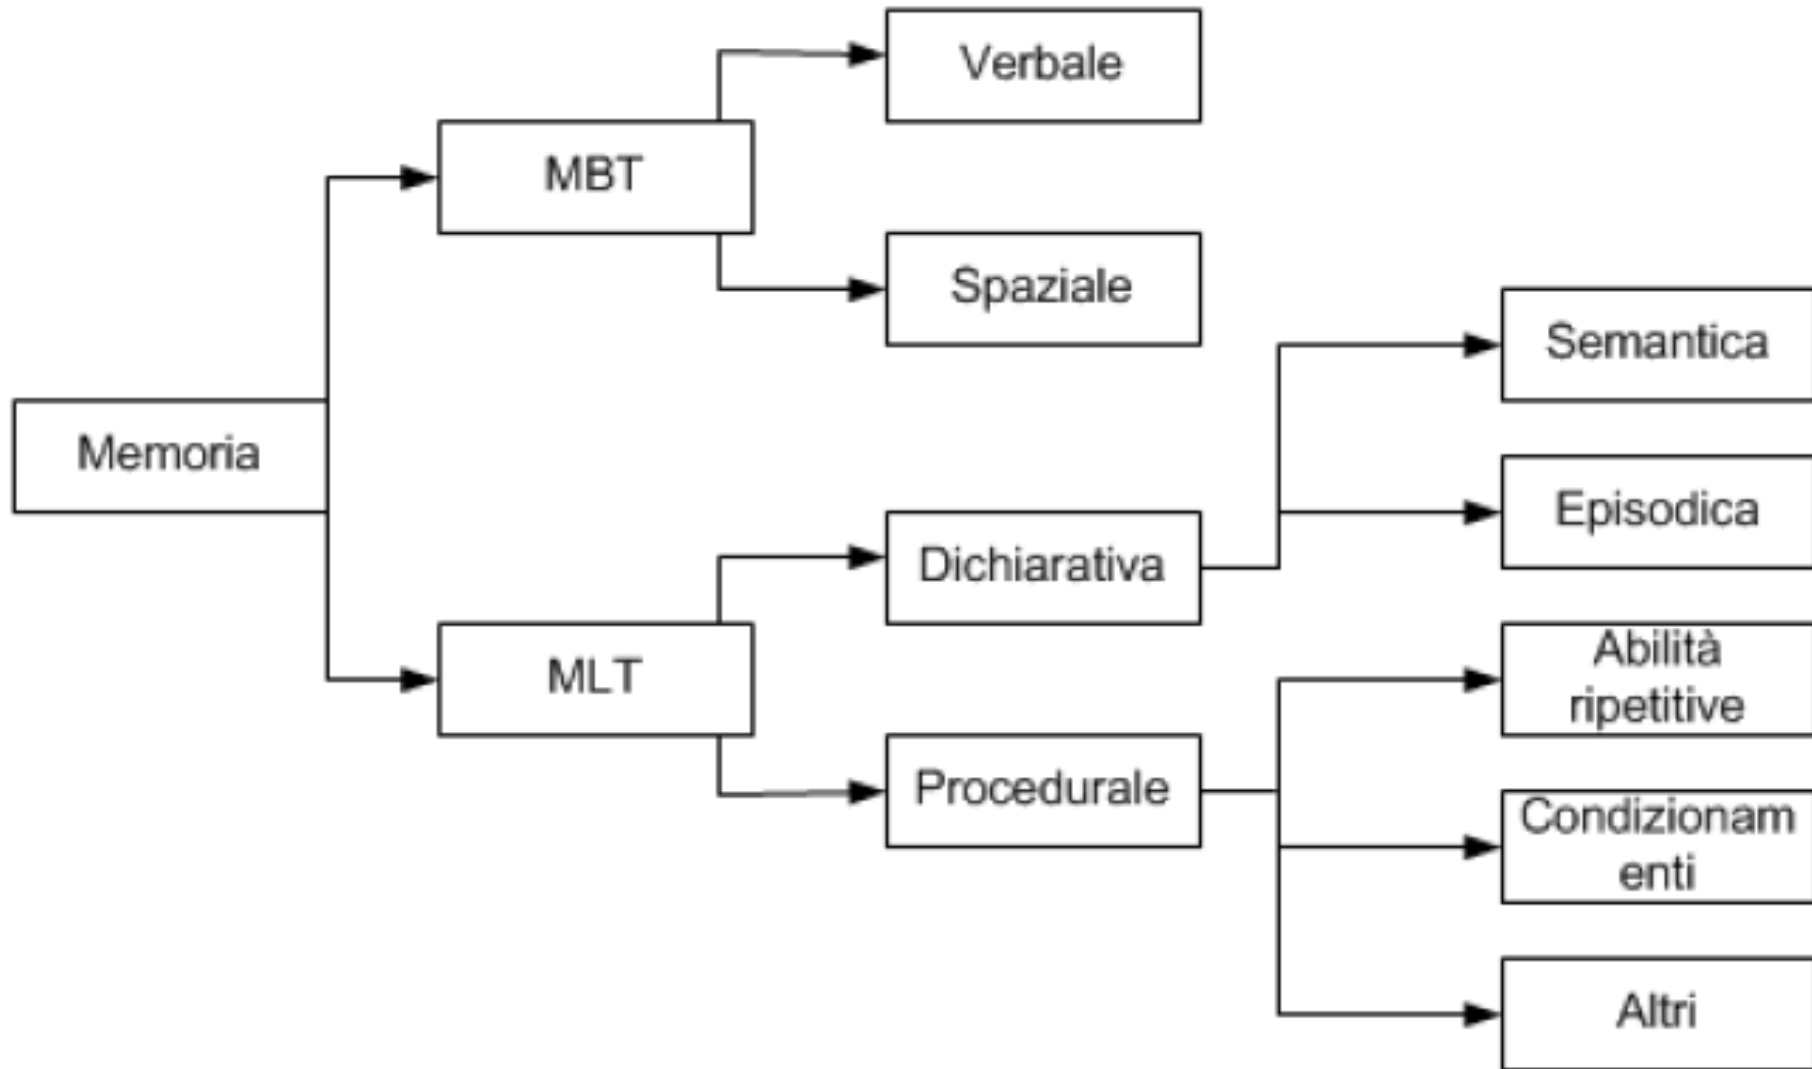 Verbale
MBT
Spaziale
Semantica
Memoria
Episodica
Dichiarativa
MLT
Abilità
ripetitive
Procedurale
Condizionam
enti
Altri